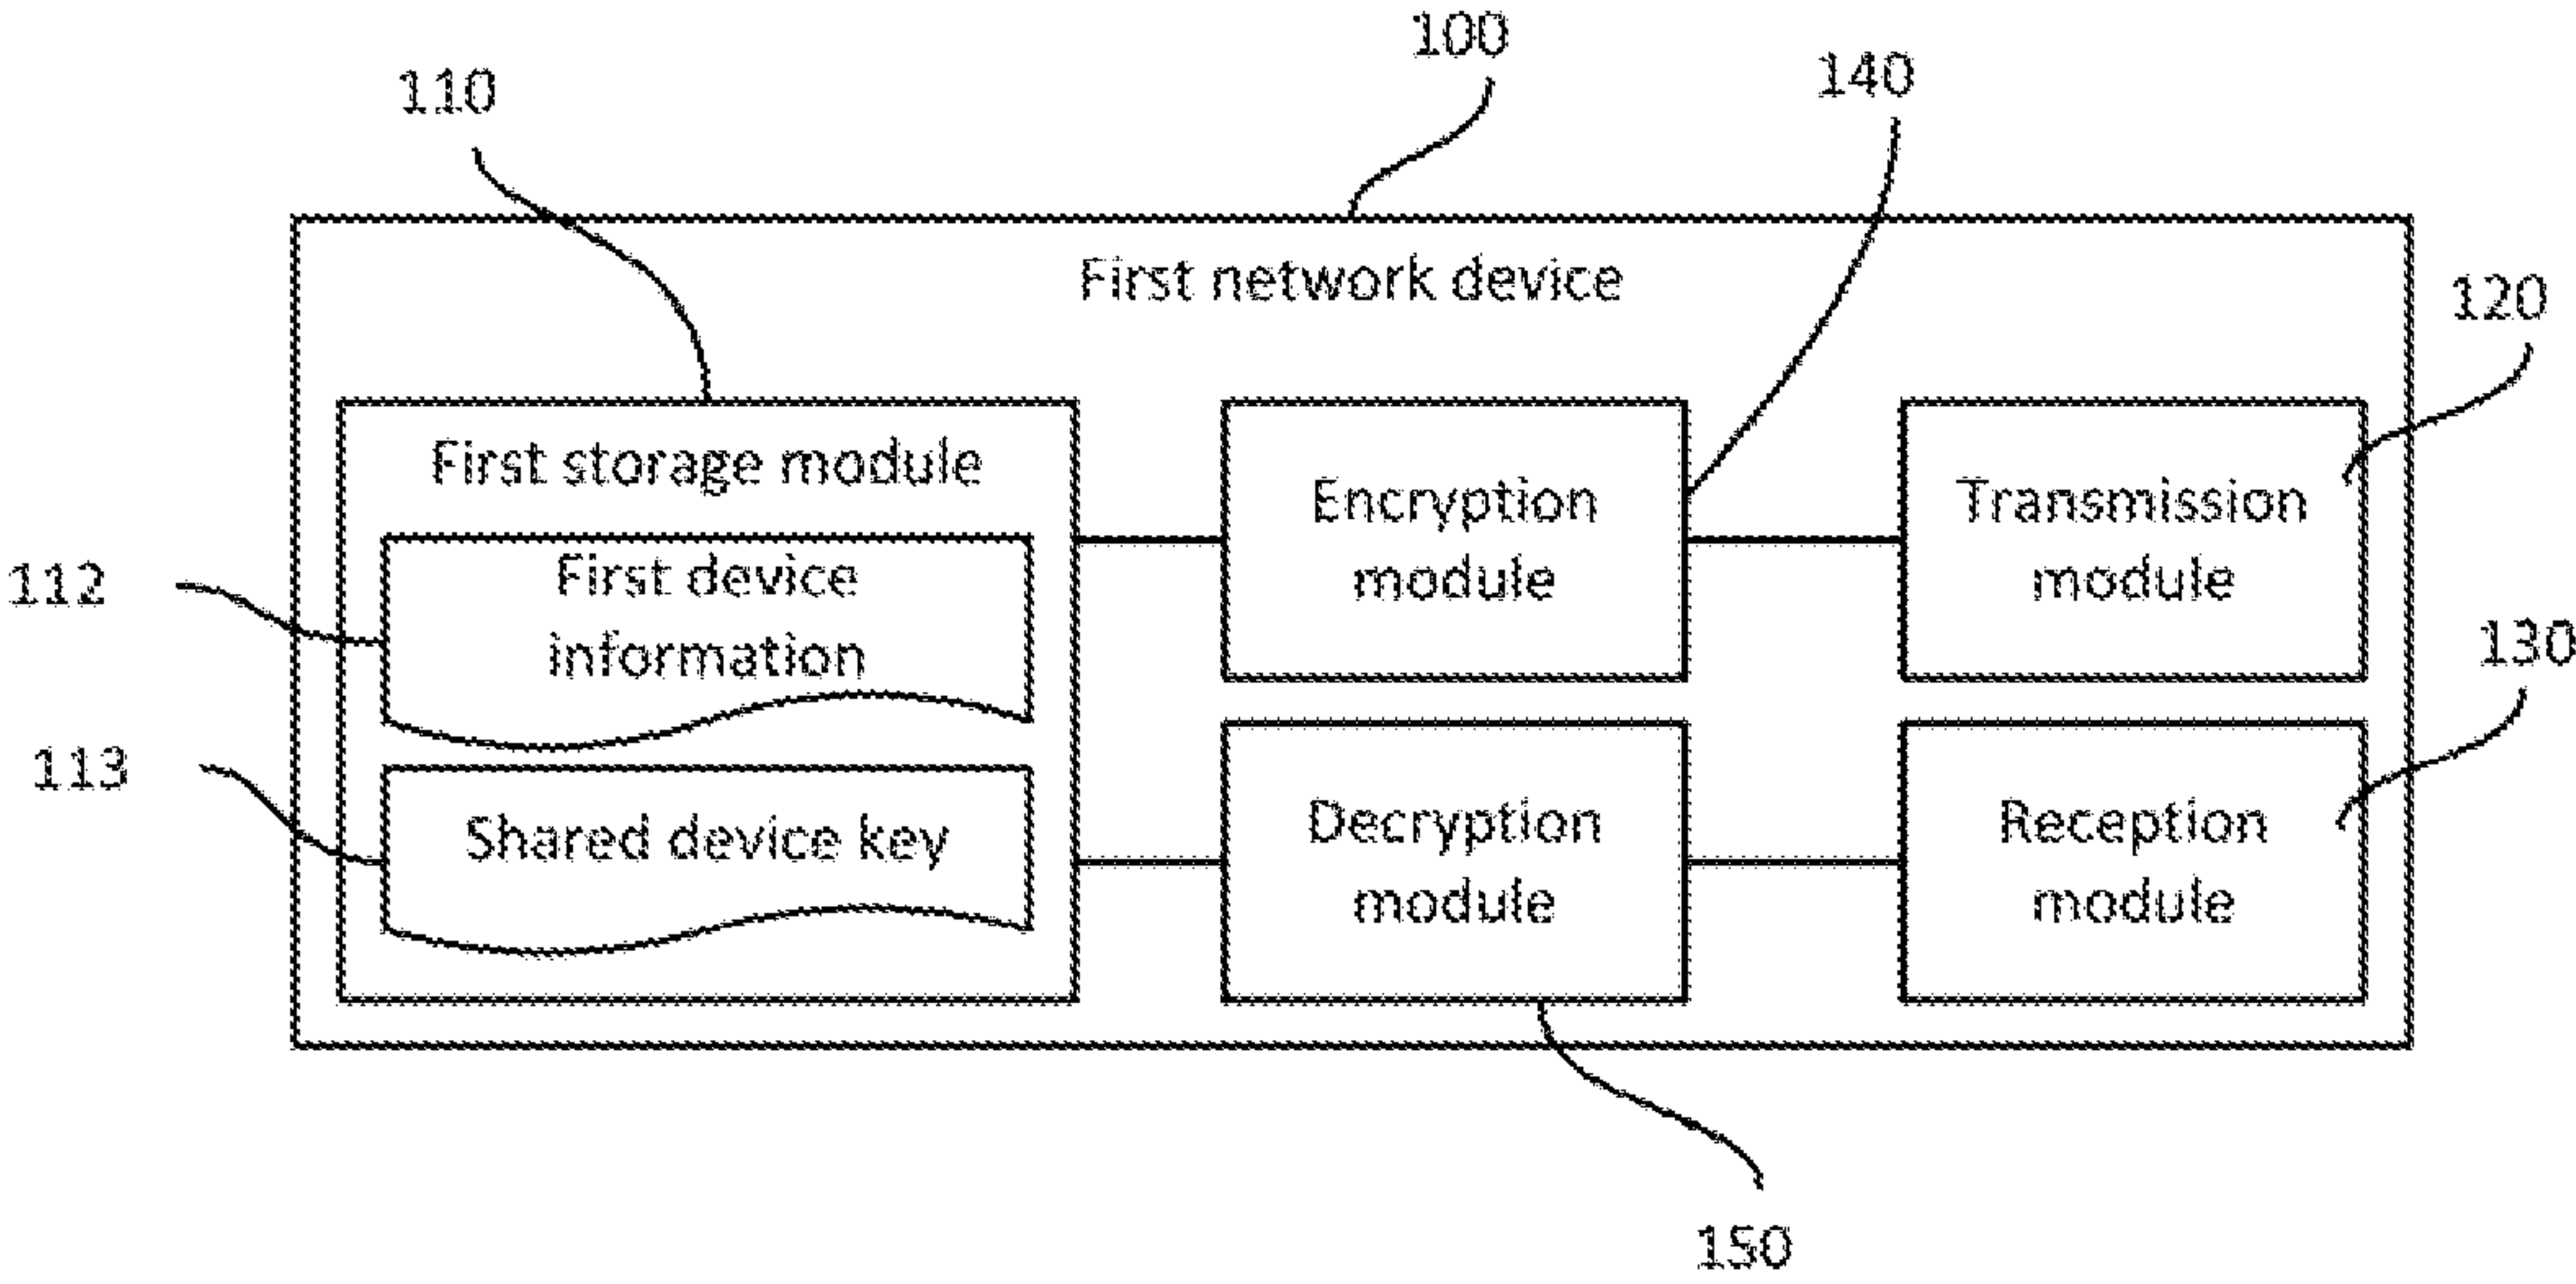 100
140
110
First network device
120
First storage module
Encryption
module
Transmission
module
112
First device
information
130
113
Shared device key
Decryption
module
Reception
module
150